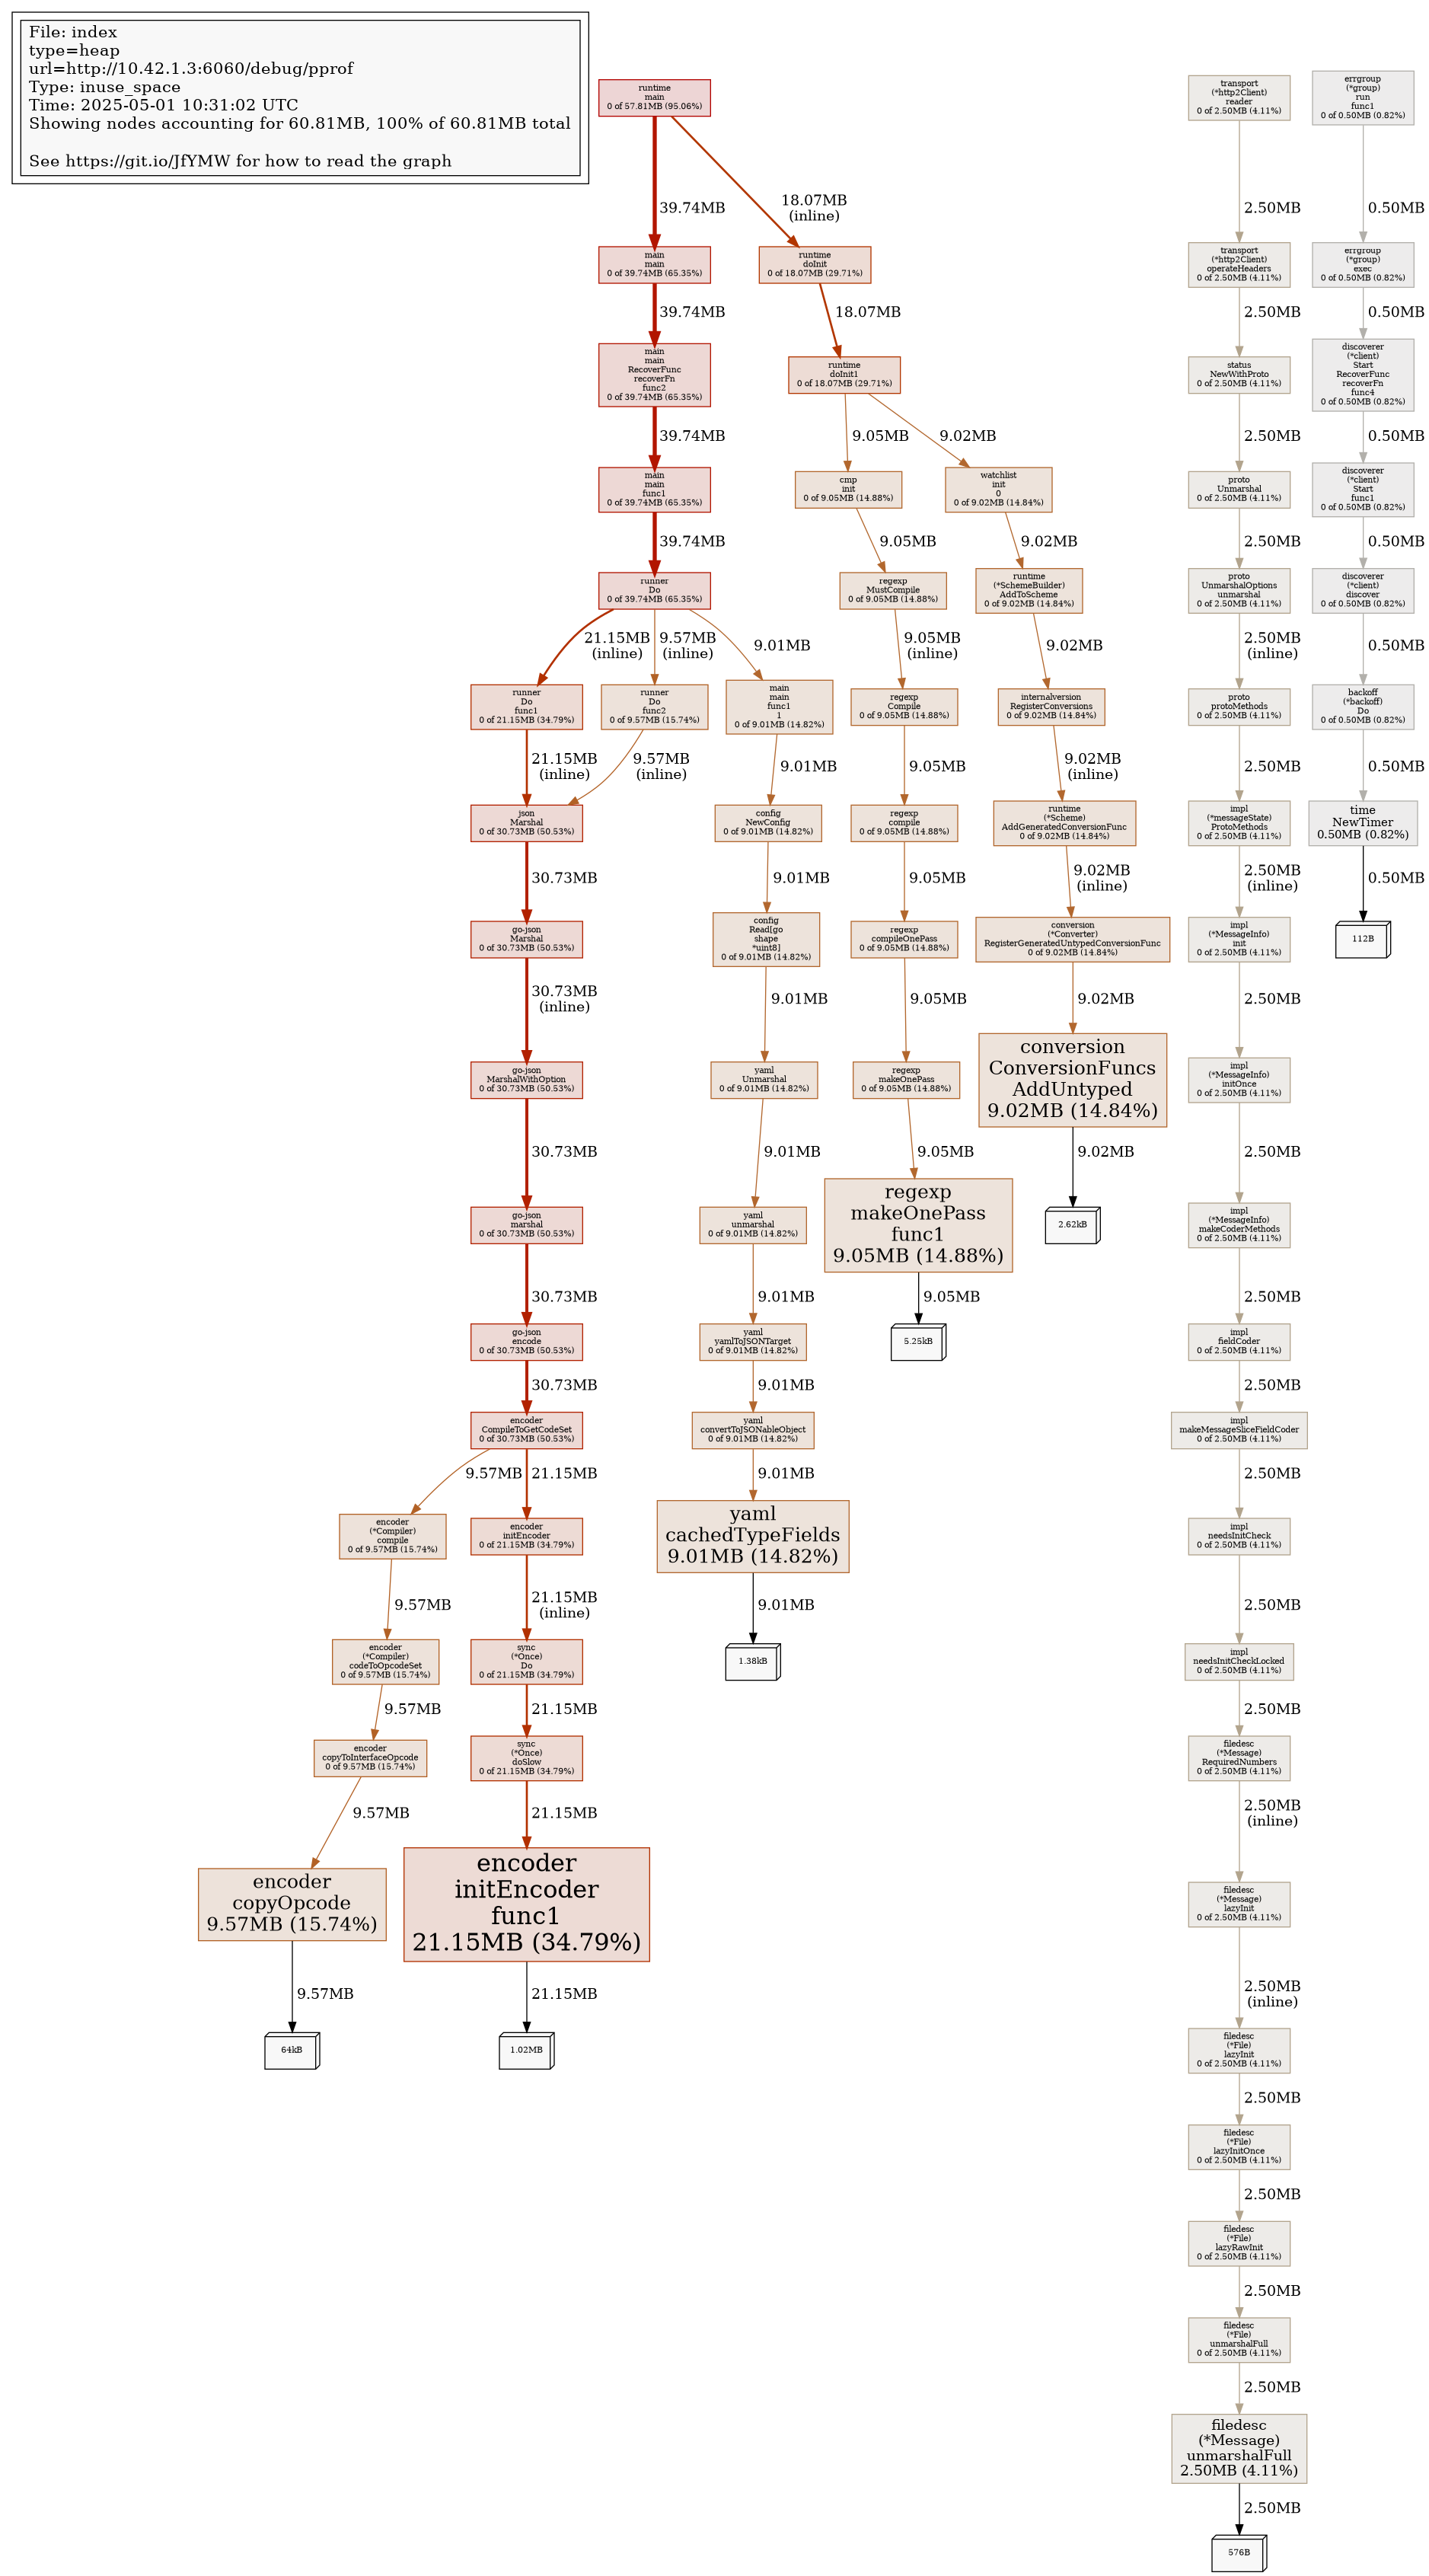 File: index
type=heap
url=http://10.42.1.3:6060/debug/pprof
Type: inuse_space
Time: 2025-05-01 10:31:02 UTC
Showing nodes accounting for 60.81MB, 100% of 60.81MB total
See https://git.io/JfYMW for how to read the graph
runtime
main
0 of 57.81MB (95.06%)
transport
(*http2Client)
reader
0 of 2.50MB (4.11%)
errgroup
(*group)
run
func1
0 of 0.50MB (0.82%)
39.74MB
18.07MB
(inline)
2.50MB
0.50MB
main
main
0 of 39.74MB (65.35%)
runtime
doInit
0 of 18.07MB (29.71%)
transport
(*http2Client)
operateHeaders
0 of 2.50MB (4.11%)
errgroup
(*group)
exec
0 of 0.50MB (0.82%)
39.74MB
18.07MB
2.50MB
0.50MB
main
main
RecoverFunc
recoverFn
func2
0 of 39.74MB (65.35%)
runtime
doInit1
0 of 18.07MB (29.71%)
status
NewWithProto
0 of 2.50MB (4.11%)
discoverer
(*client)
Start
RecoverFunc
recoverFn
func4
0 of 0.50MB (0.82%)
39.74MB
9.05MB
9.02MB
2.50MB
0.50MB
main
main
func1
0 of 39.74MB (65.35%)
cmp
init
0 of 9.05MB (14.88%)
watchlist
init
0
0 of 9.02MB (14.84%)
proto
Unmarshal
0 of 2.50MB (4.11%)
discoverer
(*client)
Start
func1
0 of 0.50MB (0.82%)
39.74MB
9.05MB
9.02MB
2.50MB
0.50MB
runner
Do
0 of 39.74MB (65.35%)
regexp
MustCompile
0 of 9.05MB (14.88%)
runtime
(*SchemeBuilder)
AddToScheme
0 of 9.02MB (14.84%)
proto
UnmarshalOptions
unmarshal
0 of 2.50MB (4.11%)
discoverer
(*client)
discover
0 of 0.50MB (0.82%)
21.15MB
(inline)
9.57MB
(inline)
9.01MB
9.05MB
(inline)
9.02MB
2.50MB
(inline)
0.50MB
runner
Do
func1
0 of 21.15MB (34.79%)
runner
Do
func2
0 of 9.57MB (15.74%)
main
main
func1
1
0 of 9.01MB (14.82%)
regexp
Compile
0 of 9.05MB (14.88%)
internalversion
RegisterConversions
0 of 9.02MB (14.84%)
proto
protoMethods
0 of 2.50MB (4.11%)
backoff
(*backoff)
Do
0 of 0.50MB (0.82%)
21.15MB
(inline)
9.57MB
(inline)
9.01MB
9.05MB
9.02MB
(inline)
2.50MB
0.50MB
json
Marshal
0 of 30.73MB (50.53%)
config
NewConfig
0 of 9.01MB (14.82%)
regexp
compile
0 of 9.05MB (14.88%)
runtime
(*Scheme)
AddGeneratedConversionFunc
0 of 9.02MB (14.84%)
impl
(*messageState)
ProtoMethods
0 of 2.50MB (4.11%)
time
NewTimer
0.50MB (0.82%)
30.73MB
9.01MB
9.05MB
9.02MB
(inline)
2.50MB
(inline)
0.50MB
go-json
Marshal
0 of 30.73MB (50.53%)
config
Read[go
shape
*uint8]
0 of 9.01MB (14.82%)
regexp
compileOnePass
0 of 9.05MB (14.88%)
conversion
(*Converter)
RegisterGeneratedUntypedConversionFunc
0 of 9.02MB (14.84%)
impl
(*MessageInfo)
init
0 of 2.50MB (4.11%)
112B
30.73MB
(inline)
9.01MB
9.05MB
9.02MB
2.50MB
go-json
MarshalWithOption
0 of 30.73MB (50.53%)
yaml
Unmarshal
0 of 9.01MB (14.82%)
regexp
makeOnePass
0 of 9.05MB (14.88%)
conversion
ConversionFuncs
AddUntyped
9.02MB (14.84%)
impl
(*MessageInfo)
initOnce
0 of 2.50MB (4.11%)
30.73MB
9.01MB
9.05MB
9.02MB
2.50MB
go-json
marshal
0 of 30.73MB (50.53%)
yaml
unmarshal
0 of 9.01MB (14.82%)
regexp
makeOnePass
func1
9.05MB (14.88%)
2.62kB
impl
(*MessageInfo)
makeCoderMethods
0 of 2.50MB (4.11%)
30.73MB
9.01MB
9.05MB
2.50MB
go-json
encode
0 of 30.73MB (50.53%)
yaml
yamlToJSONTarget
0 of 9.01MB (14.82%)
5.25kB
impl
fieldCoder
0 of 2.50MB (4.11%)
30.73MB
9.01MB
2.50MB
encoder
CompileToGetCodeSet
0 of 30.73MB (50.53%)
yaml
convertToJSONableObject
0 of 9.01MB (14.82%)
impl
makeMessageSliceFieldCoder
0 of 2.50MB (4.11%)
9.57MB
21.15MB
9.01MB
2.50MB
encoder
(*Compiler)
compile
0 of 9.57MB (15.74%)
encoder
initEncoder
0 of 21.15MB (34.79%)
yaml
cachedTypeFields
9.01MB (14.82%)
impl
needsInitCheck
0 of 2.50MB (4.11%)
9.57MB
21.15MB
(inline)
9.01MB
2.50MB
encoder
(*Compiler)
codeToOpcodeSet
0 of 9.57MB (15.74%)
sync
(*Once)
Do
0 of 21.15MB (34.79%)
1.38kB
impl
needsInitCheckLocked
0 of 2.50MB (4.11%)
9.57MB
21.15MB
2.50MB
encoder
copyToInterfaceOpcode
0 of 9.57MB (15.74%)
sync
(*Once)
doSlow
0 of 21.15MB (34.79%)
filedesc
(*Message)
RequiredNumbers
0 of 2.50MB (4.11%)
9.57MB
21.15MB
2.50MB
(inline)
encoder
copyOpcode
9.57MB (15.74%)
encoder
initEncoder
func1
21.15MB (34.79%)
filedesc
(*Message)
lazyInit
0 of 2.50MB (4.11%)
9.57MB
21.15MB
2.50MB
(inline)
64kB
1.02MB
filedesc
(*File)
lazyInit
0 of 2.50MB (4.11%)
2.50MB
filedesc
(*File)
lazyInitOnce
0 of 2.50MB (4.11%)
2.50MB
filedesc
(*File)
lazyRawInit
0 of 2.50MB (4.11%)
2.50MB
filedesc
(*File)
unmarshalFull
0 of 2.50MB (4.11%)
2.50MB
filedesc
(*Message)
unmarshalFull
2.50MB (4.11%)
2.50MB
576B